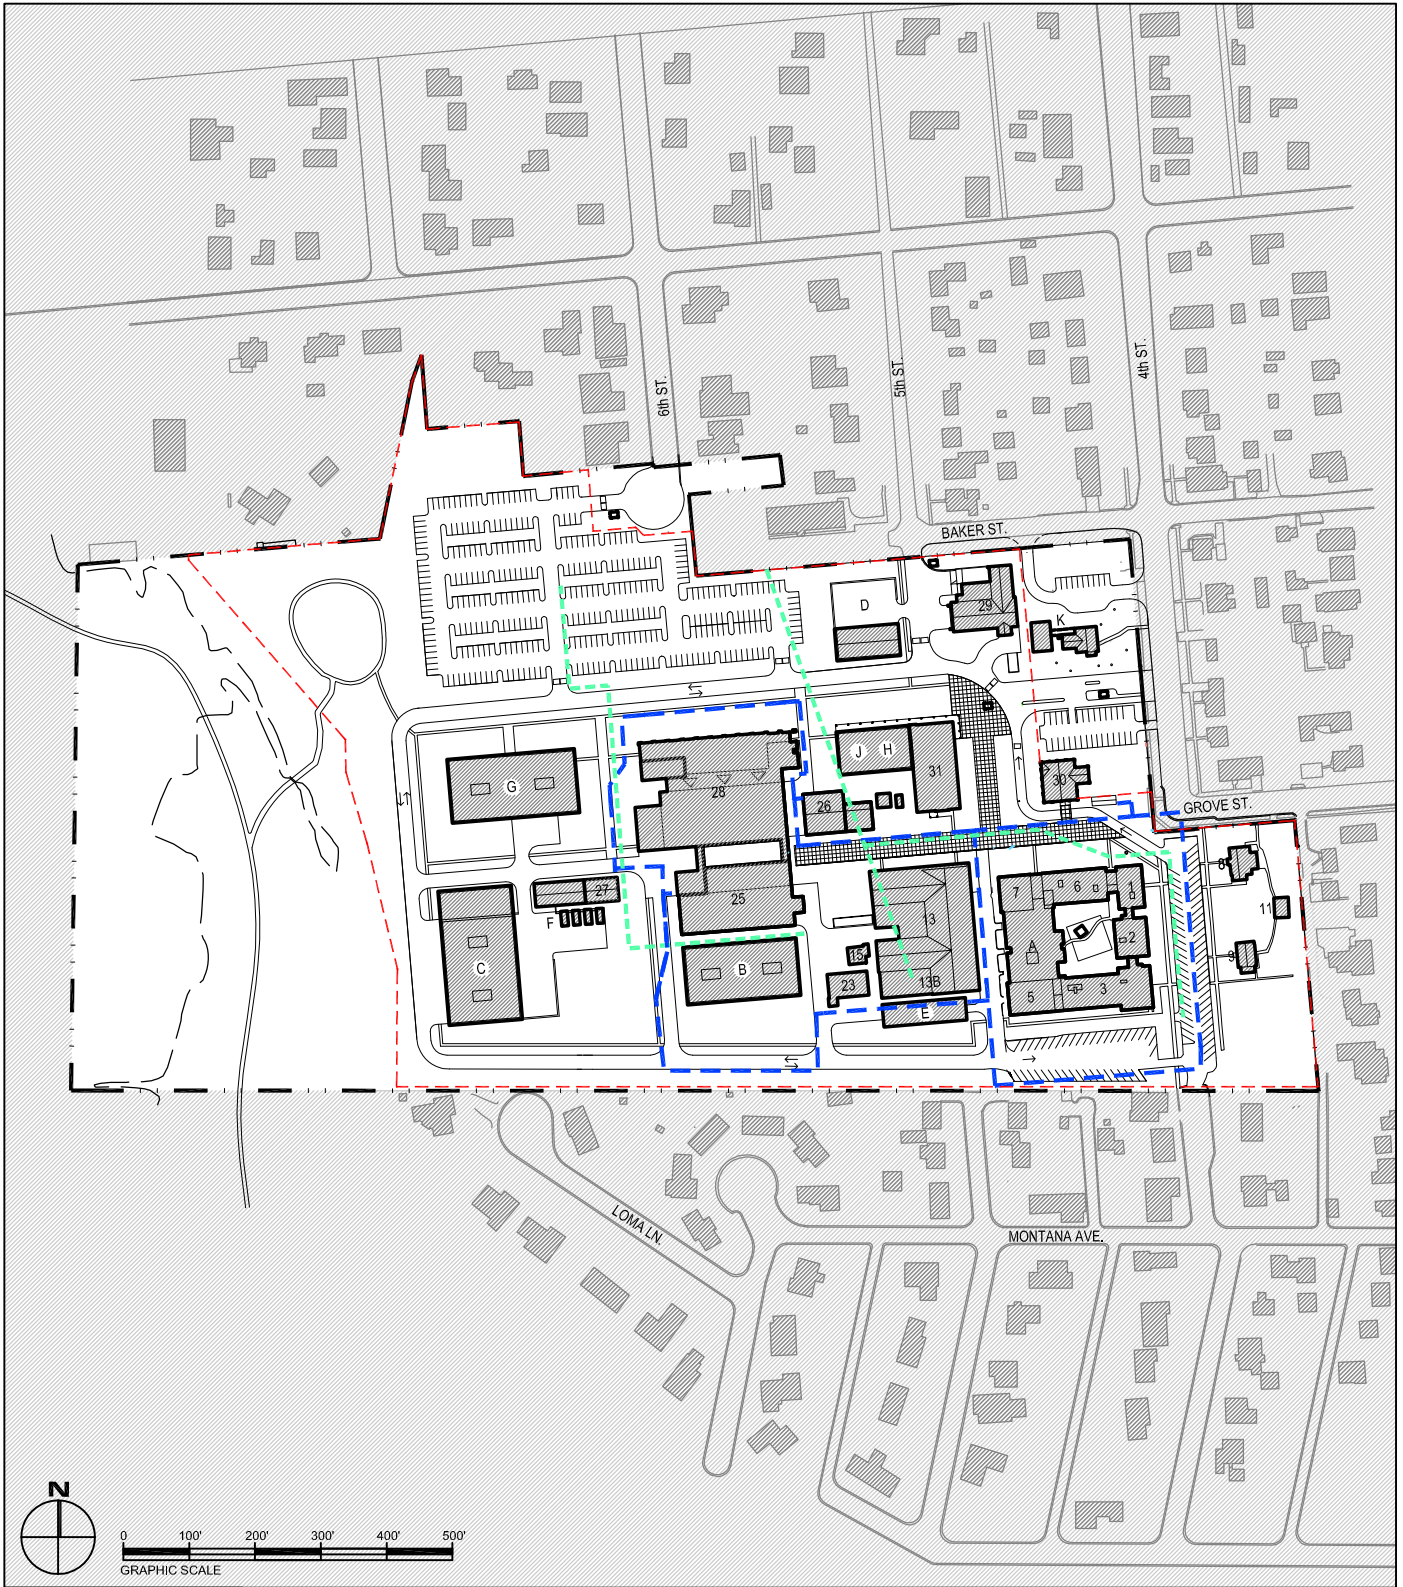 4th ST.
5th ST.
6th ST.
BAKER ST.
D
29
K
G
28
J
H
31
30
26
GROVE ST.
8
27
F
25
13
7
6
1
11
C
B
15
A
2
9
23
13B
E
5
3
LOMA LN.
MONTANA AVE.
N
0 100' 200' 300' 400' 500'
GRAPHIC SCALE